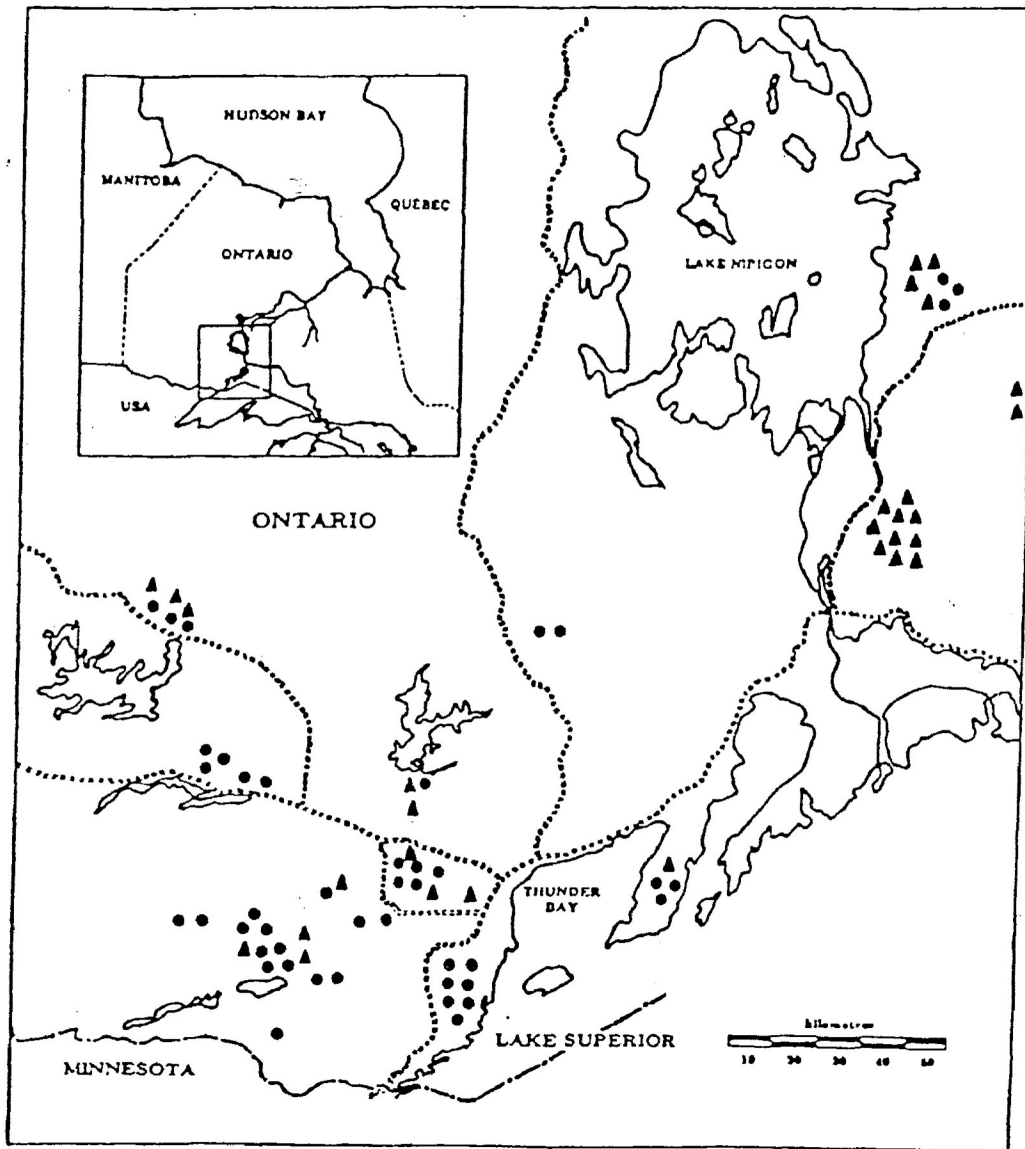 HUDSON BAY
MANITOBA
QUÉBEC
ONTARIO
USA
LAKE NIPIGON
ONTARIO
THUNDER
BAY
LAKE SUPERIOR
MINNESOTA
kilometres
10 20 30 40 50